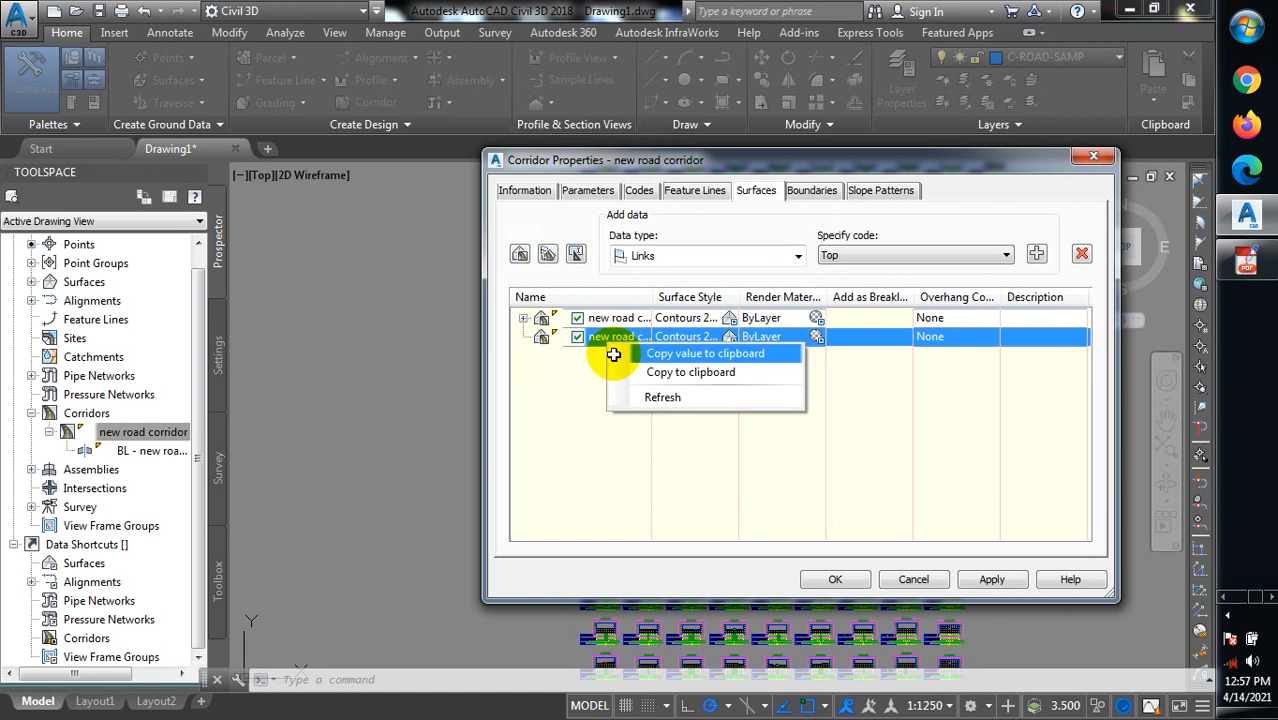 C3D
Civil 3D
Autodesk AutoCAD Civil 3D 2018 Drawing1.dwg
Type a keyword or phrase
Sign In
Home Insert Annotate Modify Analyze View Manage Output Survey Autodesk 360 Autodesk InfraWorks Help Add-ins Express Tools Featured Apps
Toolspace
Points
Surfaces
Traverse
Parcel
Feature Line
Grading
Alignment
Profile
Corridor
Assembly
Profile View
Sample Lines
Layer Properties
C-ROAD-SAMP
Paste
Palettes
Create Ground Data
Create Design
Profile & Section Views
Draw
Modify
Layers
Clipboard
Start
Drawing1*
TOOLSPACE
Active Drawing View
Points
Point Groups
Surfaces
Alignments
Feature Lines
Sites
Catchments
Pipe Networks
Pressure Networks
Corridors
new road corridor
BL - new roa...
Assemblies
Intersections
Survey
View Frame Groups
Data Shortcuts []
Surfaces
Alignments
Pipe Networks
Pressure Networks
Corridors
View Frame Groups
Prospector
Settings
Survey
Toolbox
[−][Top][2D Wireframe]
Corridor Properties - new road corridor
Information Parameters Codes Feature Lines Surfaces Boundaries Slope Patterns
Add data
Data type:
Specify code:
Links
Top
Name Surface Style Render Mater... Add as Breakl... Overhang Co... Description
new road c... Contours 2... ByLayer None
new road c... Contours 2... ByLayer None
Copy value to clipboard
Copy to clipboard
Refresh
OK Cancel Apply Help
E
S
Y
Type a command
Model Layout1 Layout2
MODEL
1:1250
3.500
12:57 PM
4/14/2021